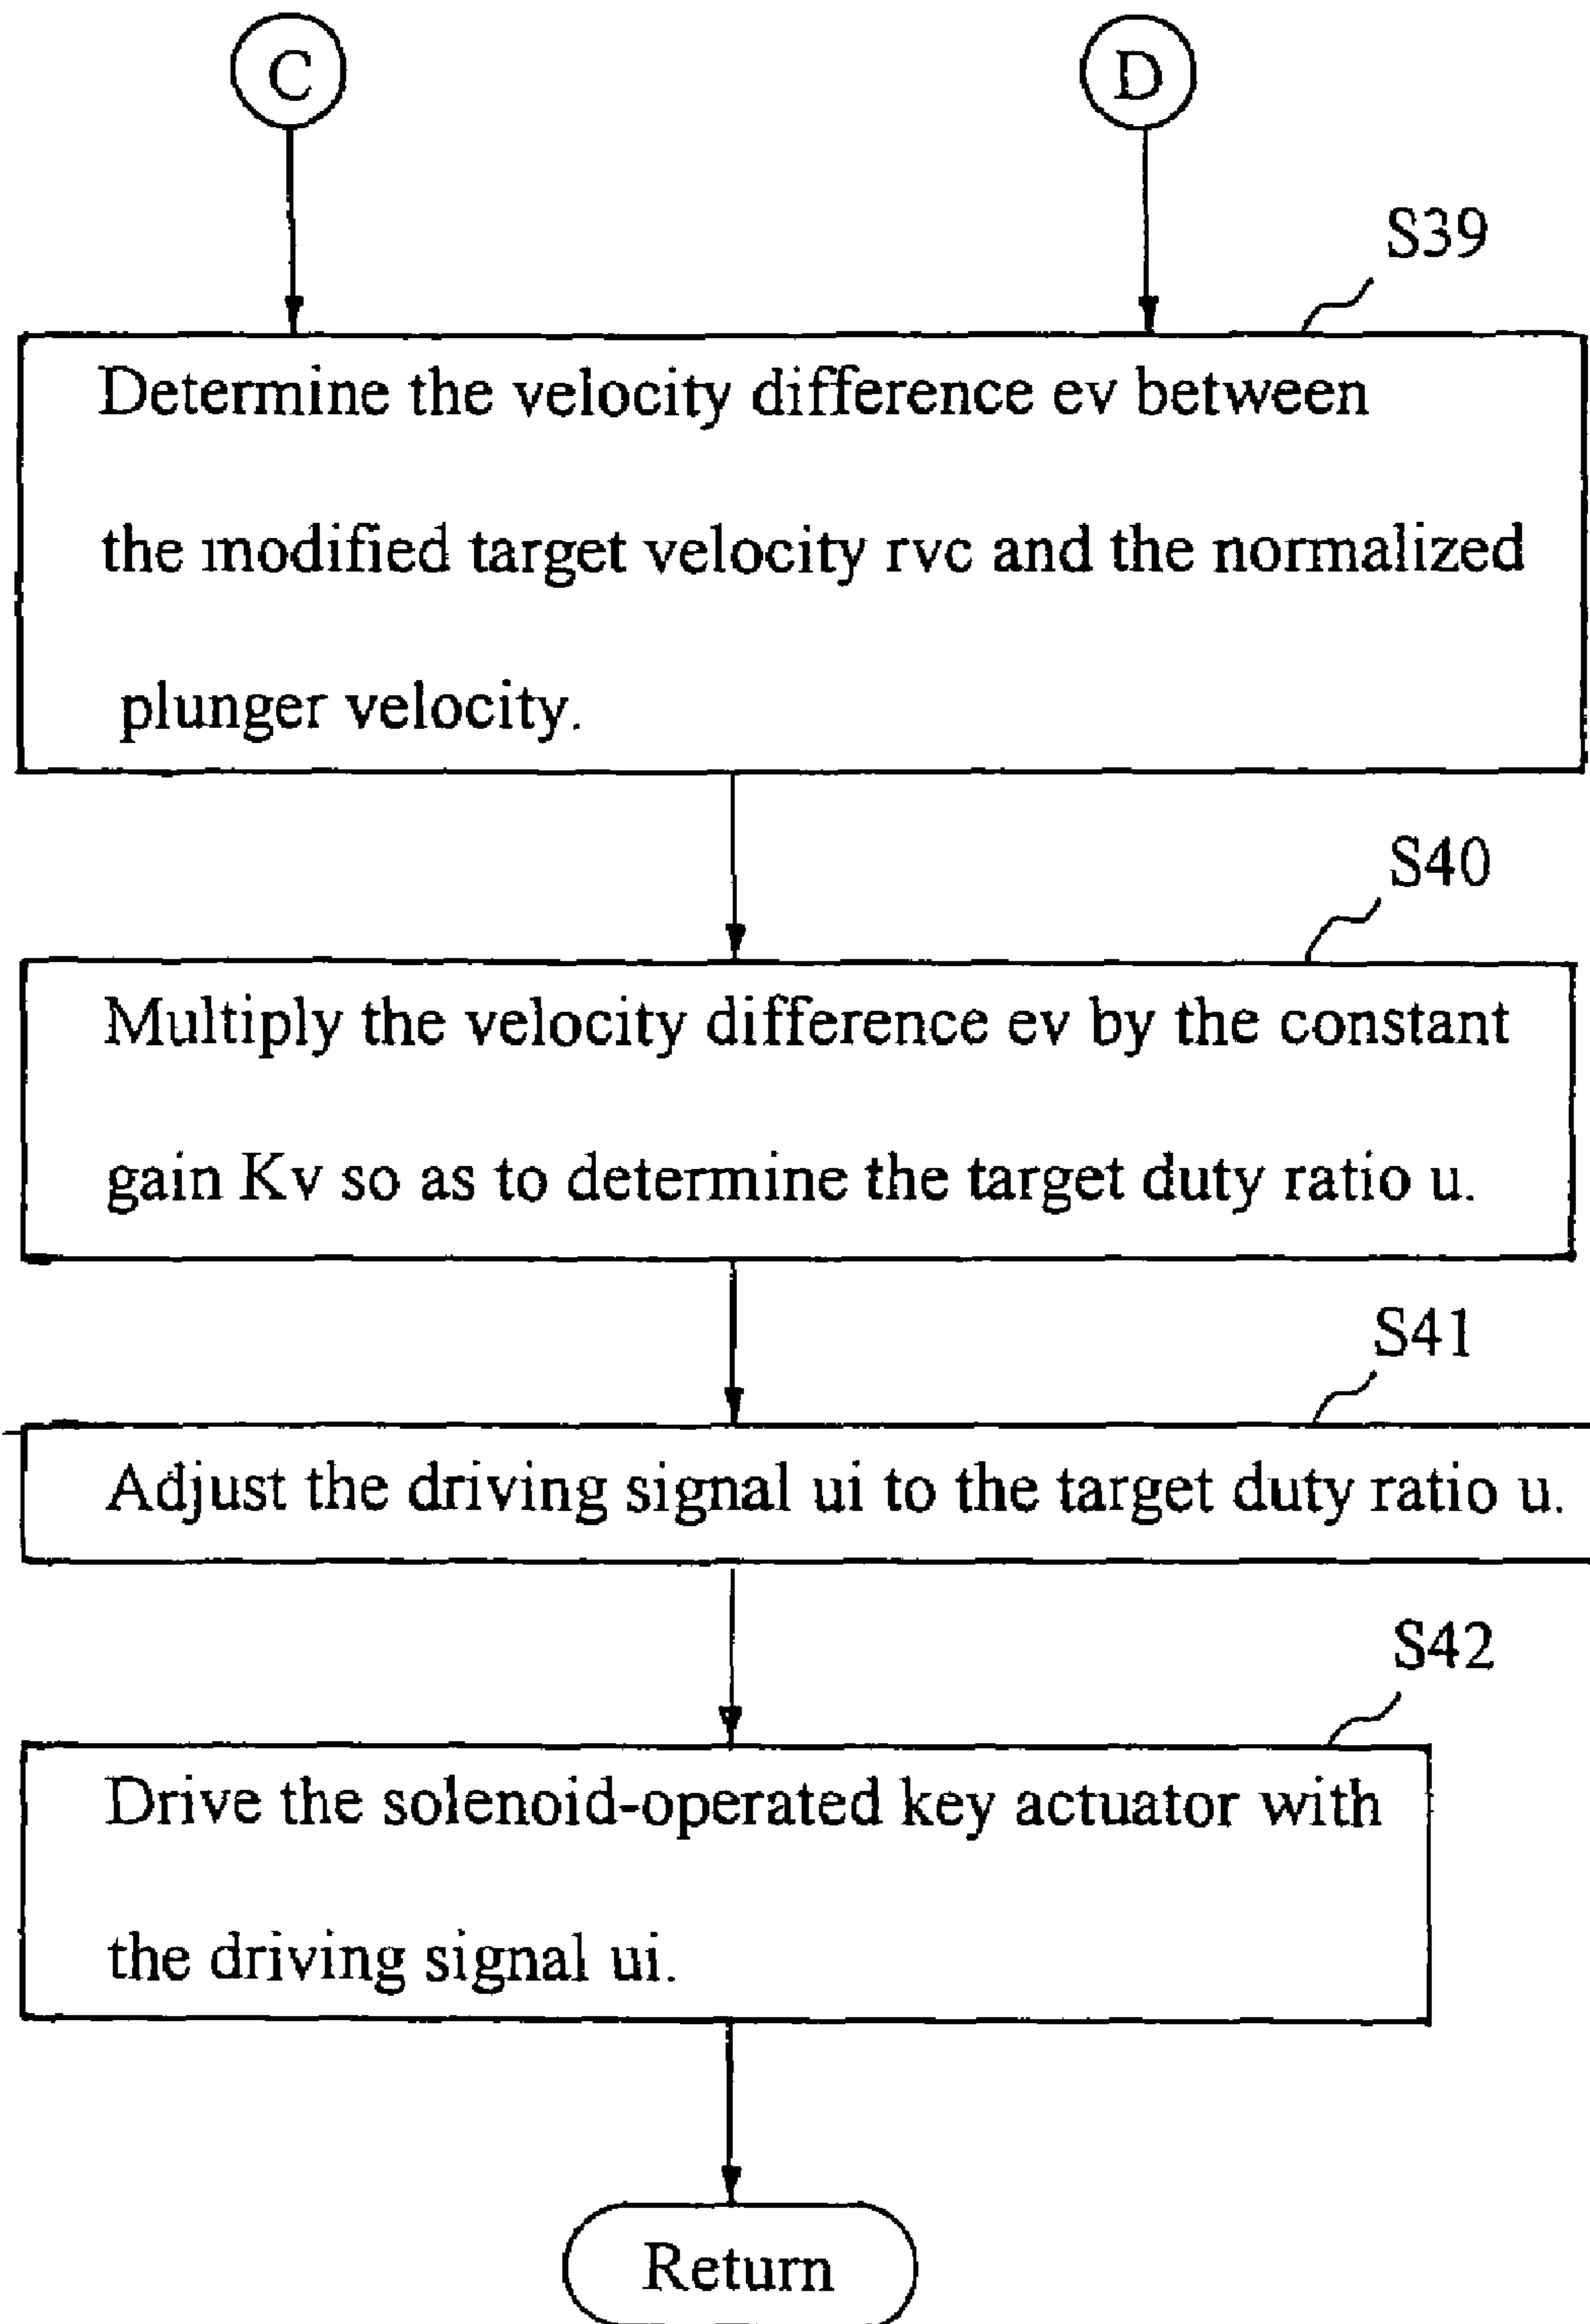 C
D
S39
Determine the velocity difference ev between
the modified target velocity rvc and the normalized
plunger velocity.
S40
Multiply the velocity difference ev by the constant
gain Kv so as to determine the target duty ratio u.
S41
Adjust the driving signal ui to the target duty ratio u.
S42
Drive the solenoid-operated key actuator with
the driving signal ui.
Return